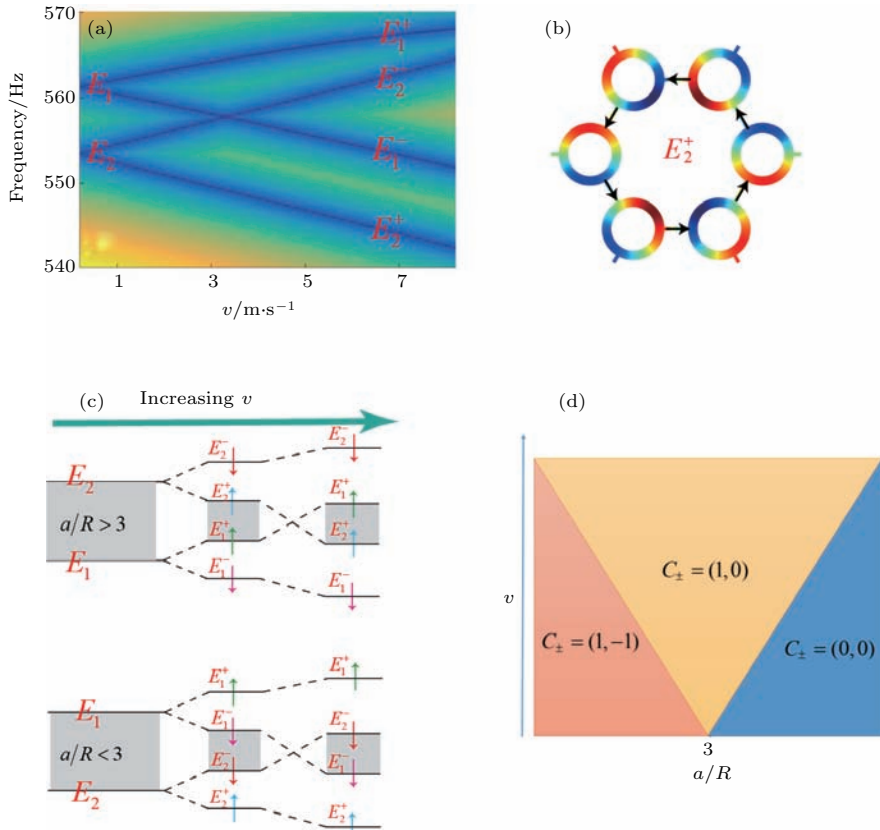 (a)
570
560
550
540
Frequency/Hz
E₁
E₂
E₁⁺
E₂⁻
E₁⁻
E₂⁺
1
3
5
7
v/m·s⁻¹
(b)
E₂⁺
(c)
Increasing v
E₂
a/R > 3
E₁
E₂⁻
E₂⁺
E₁⁺
E₁⁻
E₂⁻
E₁⁺
E₂⁺
E₁⁻
E₁
a/R < 3
E₂
E₁⁺
E₁⁻
E₂⁻
E₂⁺
E₁⁺
E₂⁻
E₁⁻
E₂⁺
(d)
v
C± = (1,0)
C± = (1,−1)
C± = (0,0)
3
a/R